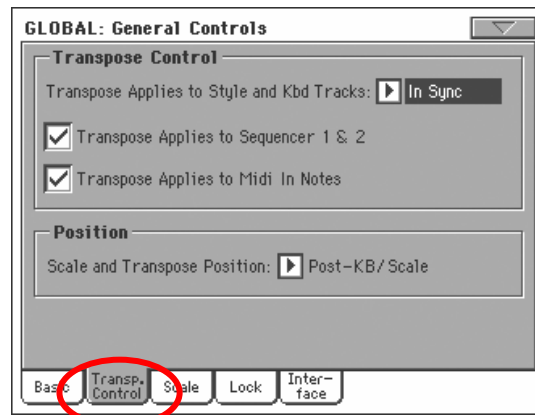 GLOBAL: General Controls
Transpose Control
Transpose Applies to Style and Kbd Tracks: In Sync
Transpose Applies to Sequencer 1 & 2
Transpose Applies to Midi In Notes
Position
Scale and Transpose Position: Post-KB/Scale
Basic
Transp.
Control
Scale
Lock
Inter-
face